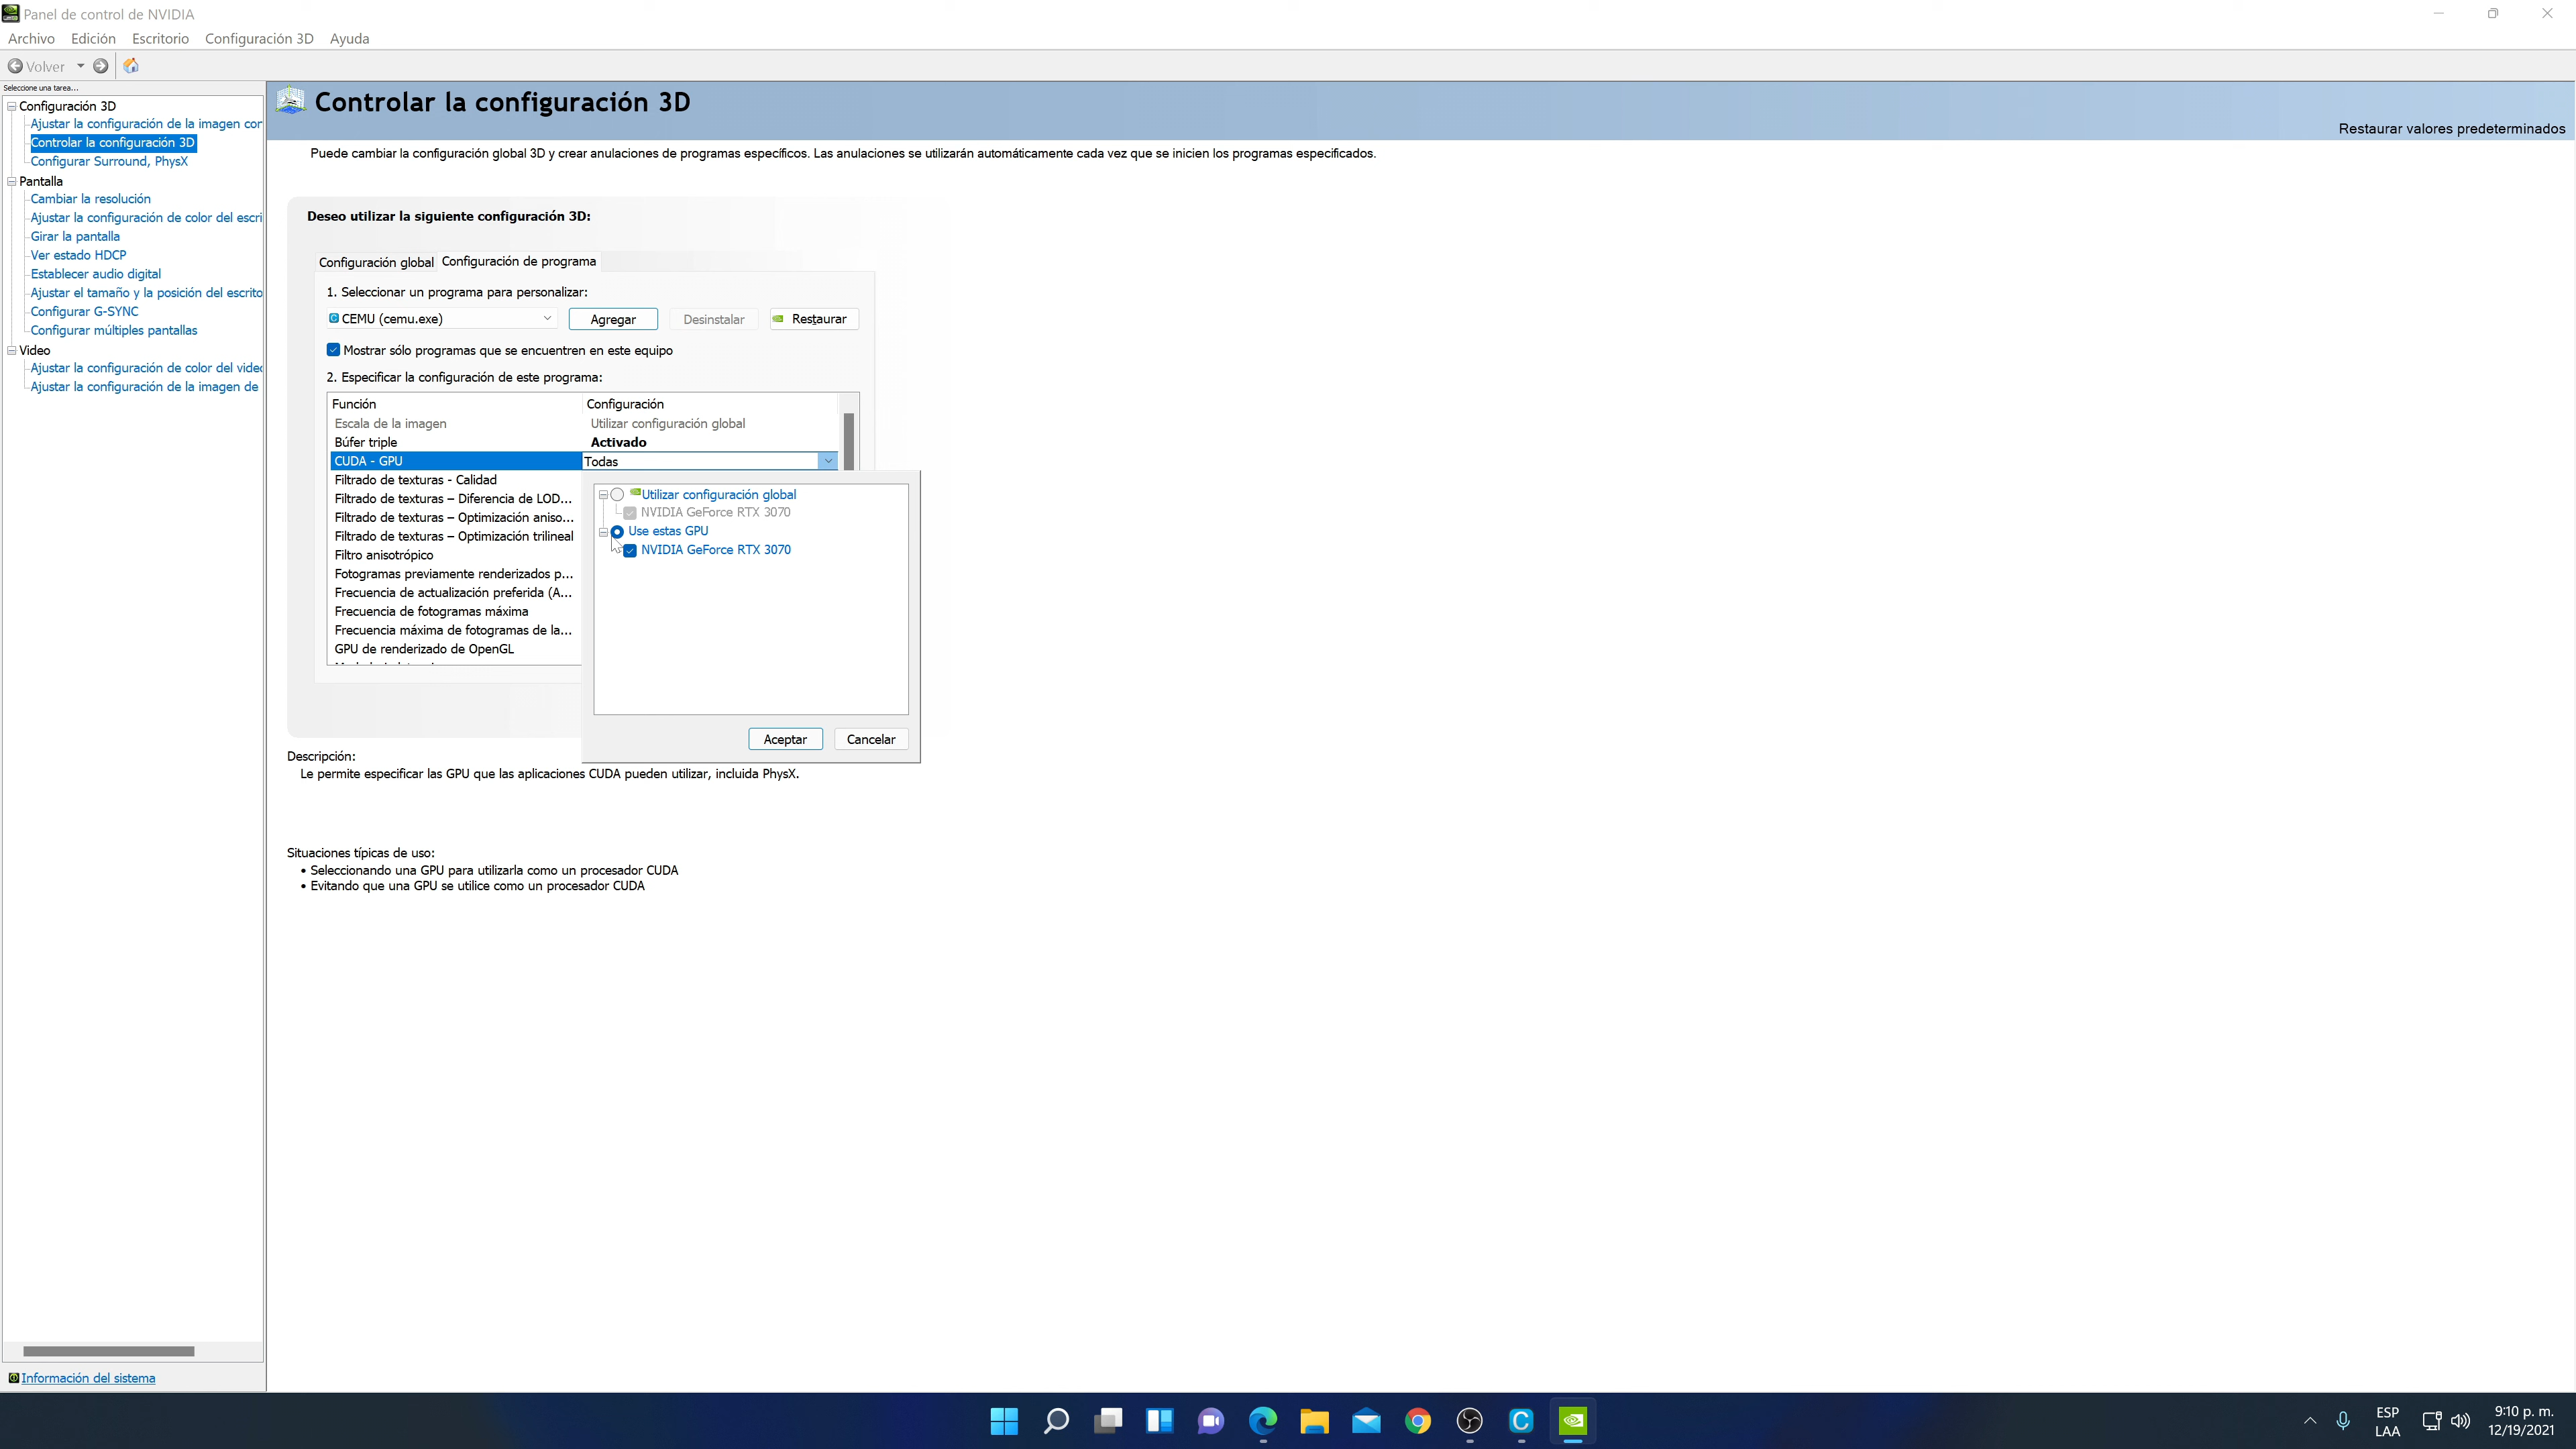 Panel de control de NVIDIA
Archivo Edición Escritorio Configuración 3D Ayuda
Volver
Seleccione una tarea...
Configuración 3D
Ajustar la configuración de la imagen con
Controlar la configuración 3D
Configurar Surround, PhysX
Pantalla
Cambiar la resolución
Ajustar la configuración de color del escri
Girar la pantalla
Ver estado HDCP
Establecer audio digital
Ajustar el tamaño y la posición del escrito
Configurar G-SYNC
Configurar múltiples pantallas
Video
Ajustar la configuración de color del video
Ajustar la configuración de la imagen de
Información del sistema
Controlar la configuración 3D
Restaurar valores predeterminados
Puede cambiar la configuración global 3D y crear anulaciones de programas específicos. Las anulaciones se utilizarán automáticamente cada vez que se inicien los programas especificados.
Deseo utilizar la siguiente configuración 3D:
Configuración global Configuración de programa
1. Seleccionar un programa para personalizar:
CEMU (cemu.exe) Agregar Desinstalar Restaurar
Mostrar sólo programas que se encuentren en este equipo
2. Especificar la configuración de este programa:
Función Configuración
Escala de la imagen Utilizar configuración global
Búfer triple Activado
CUDA - GPU Todas
Filtrado de texturas - Calidad
Filtrado de texturas – Diferencia de LOD...
Filtrado de texturas – Optimización aniso...
Filtrado de texturas – Optimización trilineal
Filtro anisotrópico
Fotogramas previamente renderizados p...
Frecuencia de actualización preferida (A...
Frecuencia de fotogramas máxima
Frecuencia máxima de fotogramas de la...
GPU de renderizado de OpenGL
Utilizar configuración global
NVIDIA GeForce RTX 3070
Use estas GPU
NVIDIA GeForce RTX 3070
Aceptar Cancelar
Descripción:
Le permite especificar las GPU que las aplicaciones CUDA pueden utilizar, incluida PhysX.
Situaciones típicas de uso:
• Seleccionando una GPU para utilizarla como un procesador CUDA
• Evitando que una GPU se utilice como un procesador CUDA
ESP
LAA
9:10 p. m.
12/19/2021